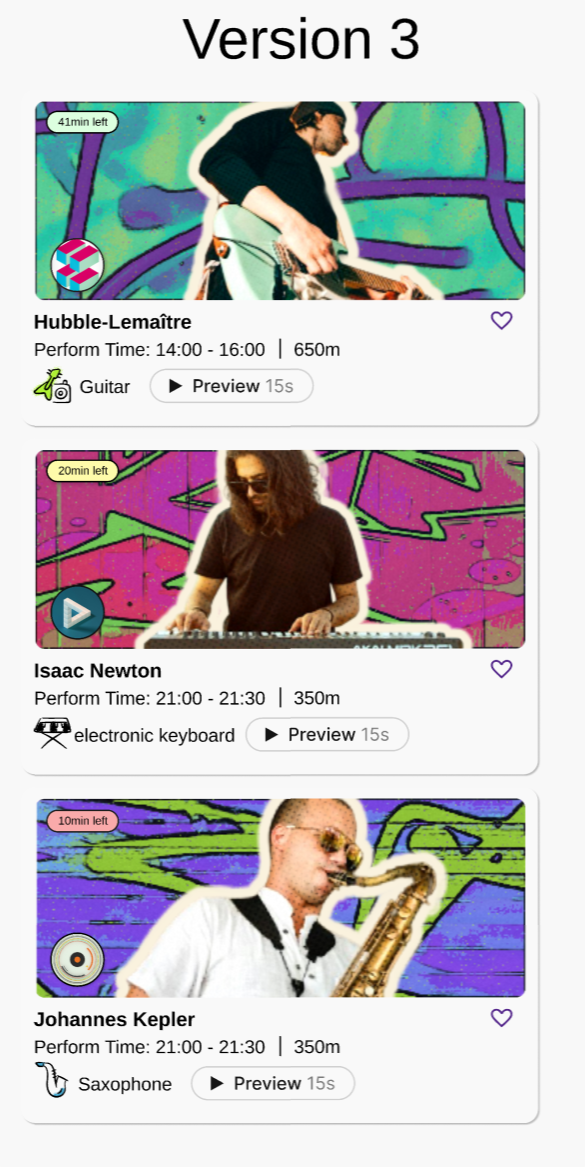 Version 3
41min left
Hubble-Lemaître
Perform Time: 14:00 - 16:00 | 650m
Guitar ▶ Preview 15s
20min left
Isaac Newton
Perform Time: 21:00 - 21:30 | 350m
electronic keyboard ▶ Preview 15s
10min left
Johannes Kepler
Perform Time: 21:00 - 21:30 | 350m
Saxophone ▶ Preview 15s